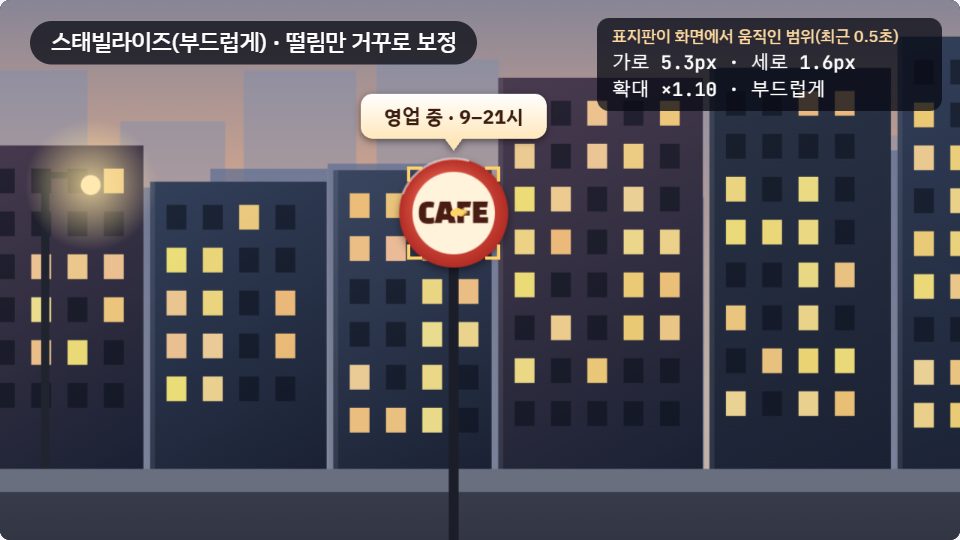 스태빌라이즈(부드럽게) · 떨림만 거꾸로 보정
표지판이 화면에서 움직인 범위(최근 0.5초)
가로 5.3px · 세로 1.6px
확대 ×1.10 · 부드럽게
영업 중 · 9–21시
CAFE